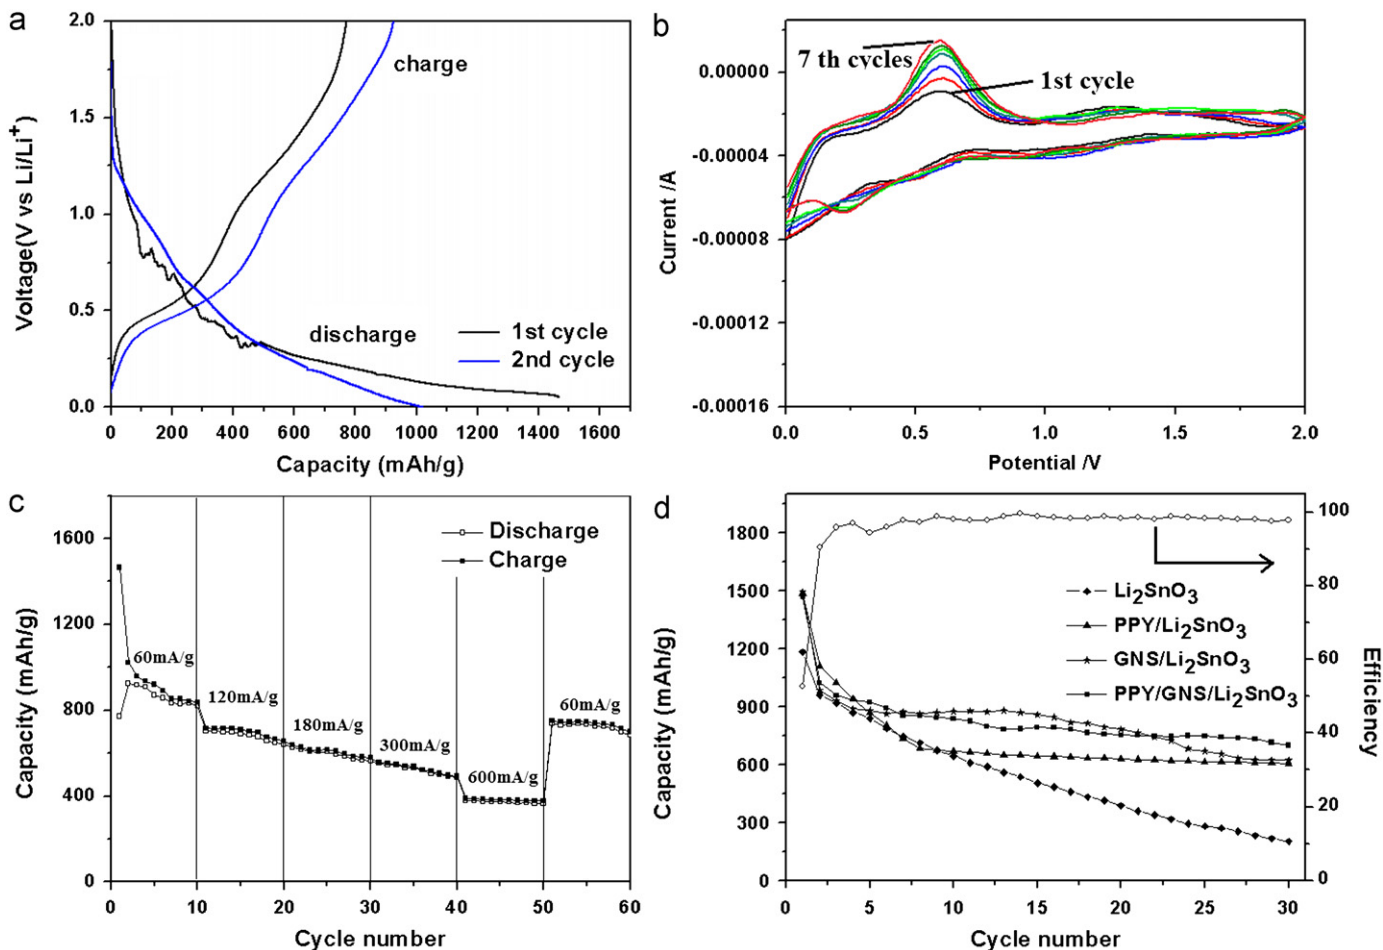 a
2.0
1.5
1.0
0.5
0.0
Voltage(V vs Li/Li+)
charge
discharge
1st cycle
2nd cycle
0 200 400 600 800 1000 1200 1400 1600
Capacity (mAh/g)
b
0.00000
-0.00004
-0.00008
-0.00012
-0.00016
Current /A
7 th cycles
1st cycle
0.0 0.5 1.0 1.5 2.0
Potential /V
c
1600
1200
800
400
0
Capacity (mAh/g)
Discharge
Charge
60mA/g
120mA/g
180mA/g
300mA/g
600mA/g
60mA/g
0 10 20 30 40 50 60
Cycle number
d
1800
1500
1200
900
600
300
0
Capacity (mAh/g)
Li2SnO3
PPY/Li2SnO3
GNS/Li2SnO3
PPY/GNS/Li2SnO3
100
80
60
40
20
0
Efficiency
0 5 10 15 20 25 30
Cycle number